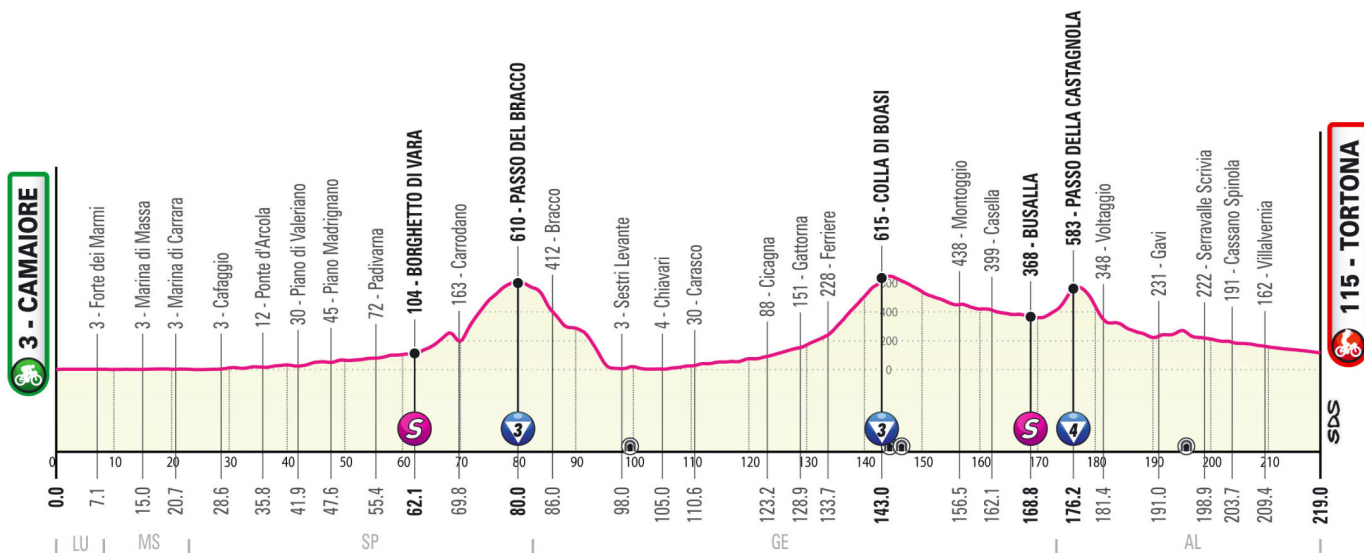 3 - CAMAIORE
3 - Forte dei Marmi
3 - Marina di Massa
3 - Marina di Carrara
3 - Cafaggio
12 - Ponte d'Arcola
30 - Piano di Valeriano
45 - Piano Madrignano
72 - Padivarna
104 - BORGHETTO DI VARA
163 - Carrodano
610 - PASSO DEL BRACCO
412 - Bracco
3 - Sestri Levante
4 - Chiavari
30 - Carasco
88 - Cicagna
151 - Gattorna
228 - Ferriere
615 - COLLA DI BOASI
438 - Montoggio
399 - Casella
368 - BUSALLA
583 - PASSO DELLA CASTAGNOLA
348 - Voltaggio
231 - Gavi
222 - Serravalle Scrivia
191 - Cassano Spinola
162 - Villalvernia
115 - TORTONA
600
400
200
0
S
3
3
S
4
SDS
0 10 20 30 40 50 60 70 80 90 100 110 120 130 140 150 160 170 180 190 200 210
0.0 7.1 15.0 20.7 28.6 35.8 41.9 47.6 55.4 62.1 69.8 80.0 86.0 98.0 105.0 110.6 123.2 128.9 133.7 143.0 156.5 162.1 168.8 176.2 181.4 191.0 198.9 203.7 209.4 219.0
LU MS SP GE AL